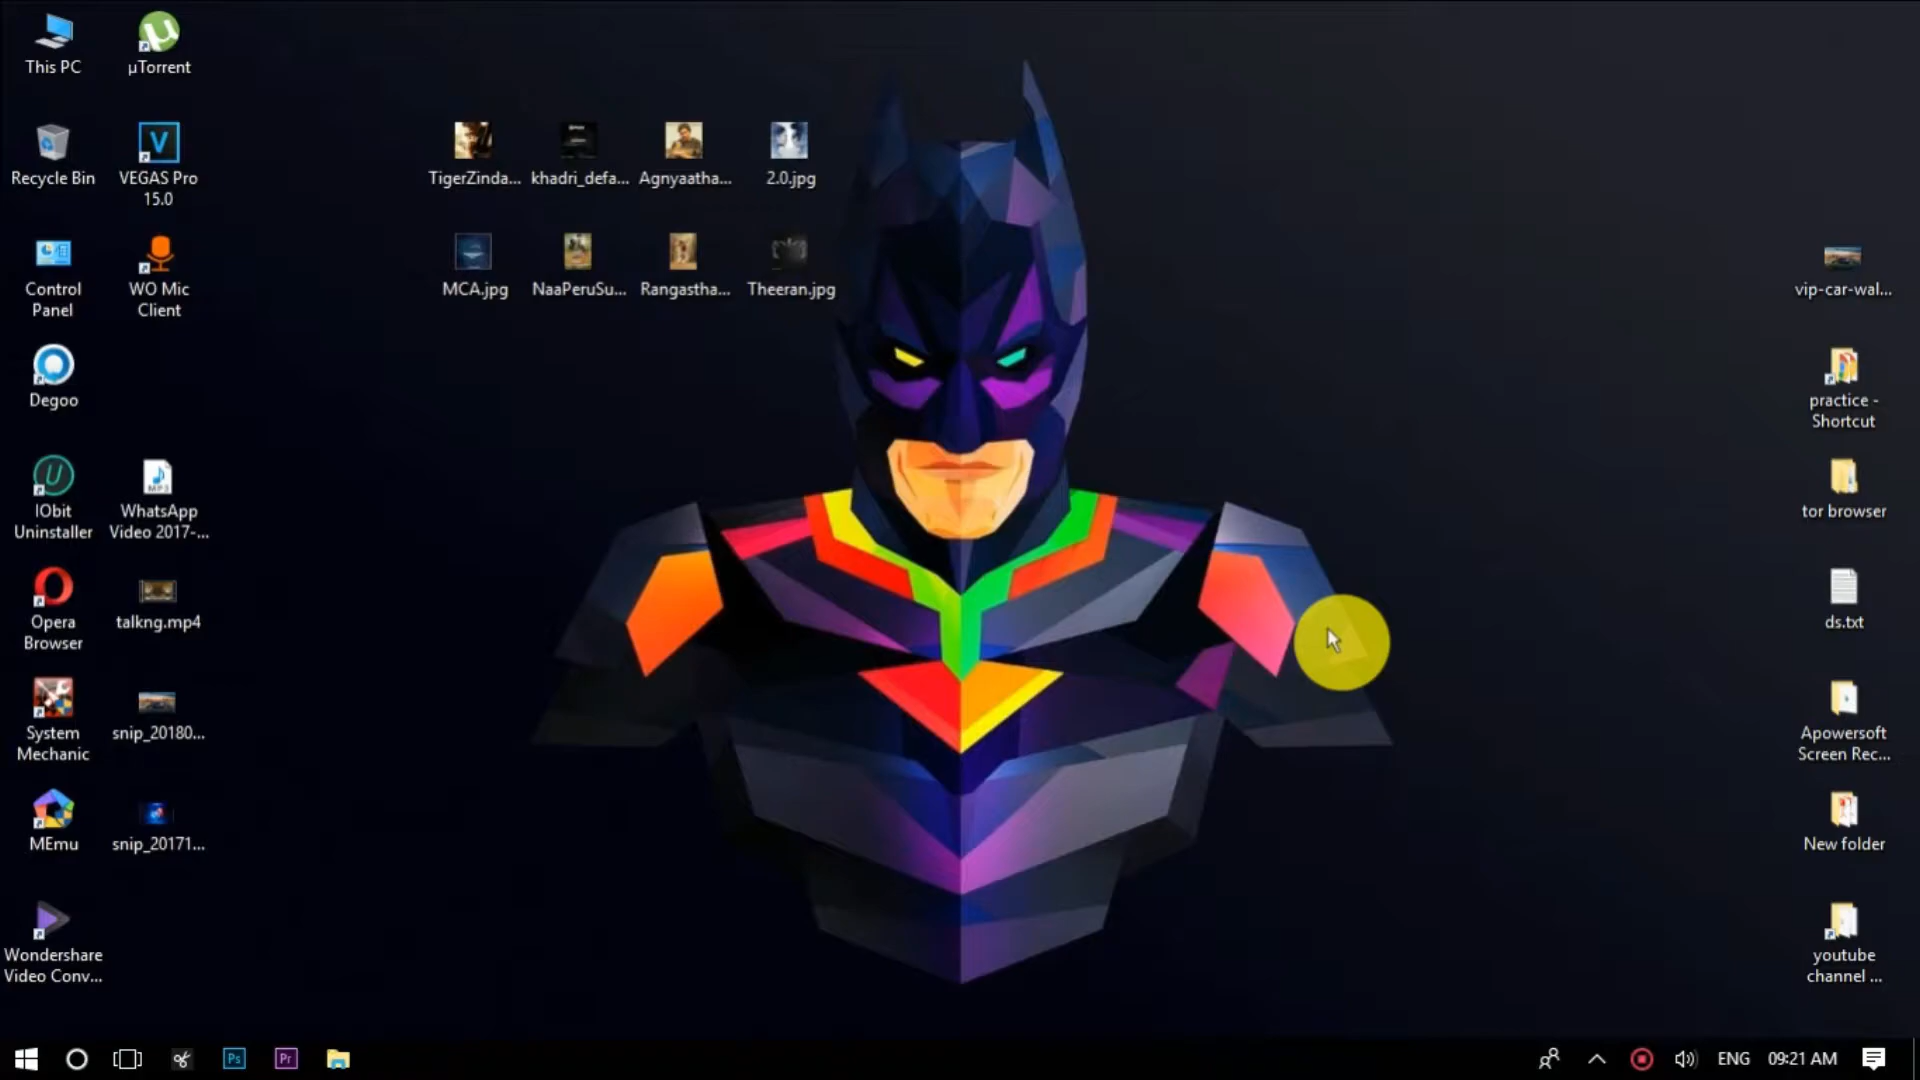 This PC
µTorrent
Recycle Bin
VEGAS Pro
15.0
TigerZinda...
khadri_defa...
Agnyaatha...
2.0.jpg
Control
Panel
WO Mic
Client
MCA.jpg
NaaPeruSu...
Rangastha...
Theeran.jpg
vip-car-wal...
Degoo
practice -
Shortcut
IObit
Uninstaller
WhatsApp
Video 2017-...
MP3
tor browser
Opera
Browser
talkng.mp4
ds.txt
System
Mechanic
snip_20180...
Apowersoft
Screen Rec...
MEmu
snip_20171...
New folder
Wondershare
Video Conv...
youtube
channel ...
Ps
Pr
ENG
09:21 AM